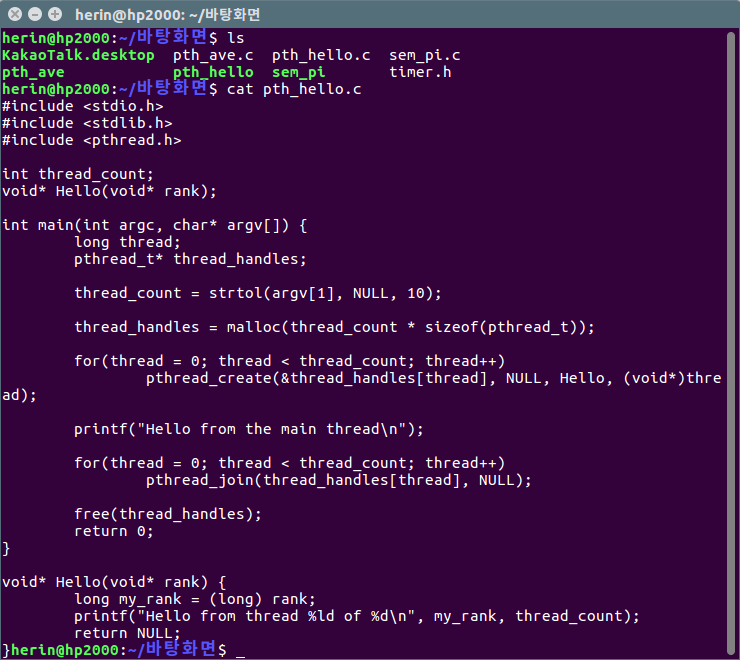 herin@hp2000: ~/바탕화면
herin@hp2000:~/바탕화면$ ls
KakaoTalk.desktop  pth_ave.c  pth_hello.c  sem_pi.c
pth_ave            pth_hello  sem_pi       timer.h
herin@hp2000:~/바탕화면$ cat pth_hello.c
#include <stdio.h>
#include <stdlib.h>
#include <pthread.h>

int thread_count;
void* Hello(void* rank);

int main(int argc, char* argv[]) {
        long thread;
        pthread_t* thread_handles;

        thread_count = strtol(argv[1], NULL, 10);

        thread_handles = malloc(thread_count * sizeof(pthread_t));

        for(thread = 0; thread < thread_count; thread++)
                pthread_create(&thread_handles[thread], NULL, Hello, (void*)thre
ad);

        printf("Hello from the main thread\n");

        for(thread = 0; thread < thread_count; thread++)
                pthread_join(thread_handles[thread], NULL);

        free(thread_handles);
        return 0;
}

void* Hello(void* rank) {
        long my_rank = (long) rank;
        printf("Hello from thread %ld of %d\n", my_rank, thread_count);
        return NULL;
}herin@hp2000:~/바탕화면$ _